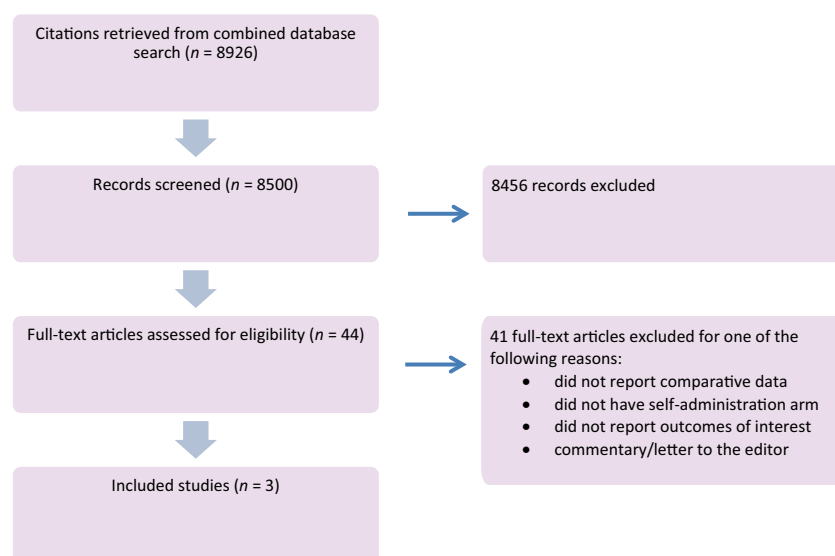 Citations retrieved from combined database
search (n = 8926)
Records screened (n = 8500)
8456 records excluded
Full-text articles assessed for eligibility (n = 44)
41 full-text articles excluded for one of the
following reasons:
• did not report comparative data
• did not have self-administration arm
• did not report outcomes of interest
• commentary/letter to the editor
Included studies (n = 3)